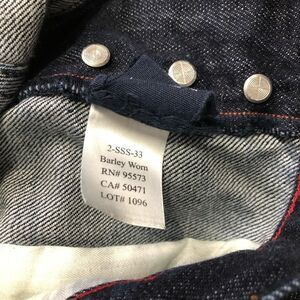 2-SSS-33
Barley Worn
RN# 95573
CA# 50471
LOT# 1096